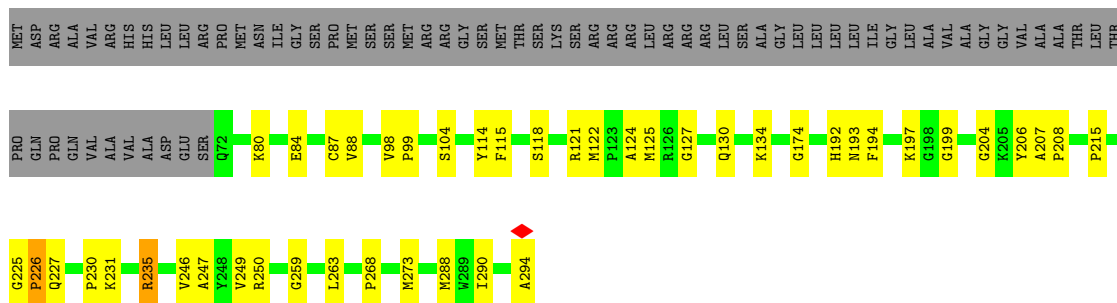 MET ASP ARG ALA VAL ARG HIS HIS LEU LEU ARG PRO MET ASN ILE GLY SER PRO MET SER SER MET ARG ARG GLY SER MET THR SER LYS SER ARG ARG ARG LEU ARG ARG ARG LEU SER ALA GLY LEU LEU LEU ILE GLY LEU ALA VAL ALA GLY GLY VAL ALA ALA THR LEU THR
PRO GLN PRO GLN VAL ALA VAL ALA ASP GLU SER Q72 K80 E84 C87 V88 V98 P99 S104 Y114 F115 S118 R121 M122 P123 A124 M125 R126 G127 Q130 K134 G174 H192 N193 F194 K197 G198 G199 G204 K205 Y206 A207 P208 P215
G225 P226 Q227 P230 K231 R235 V246 A247 Y248 V249 R250 G259 L263 P268 M273 M288 W289 I290 A294